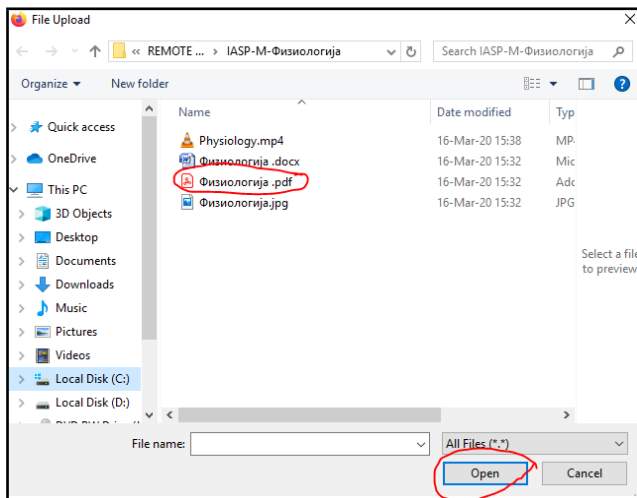 File Upload
« REMOTE ... > IASP-M-Физиологија
Search IASP-M-Физиологија
Organize
New folder
Name
Date modified
Typ
Quick access
OneDrive
This PC
3D Objects
Desktop
Documents
Downloads
Music
Pictures
Videos
Local Disk (C:)
Local Disk (D:)
Physiology.mp4 16-Mar-20 15:38 MP
Физиологија .docx 16-Mar-20 15:32 Mic
Физиологија .pdf 16-Mar-20 15:32 Adc
Физиологија.jpg 16-Mar-20 15:32 JPG
Select a file
to preview
File name:
All Files (*.*)
Open
Cancel